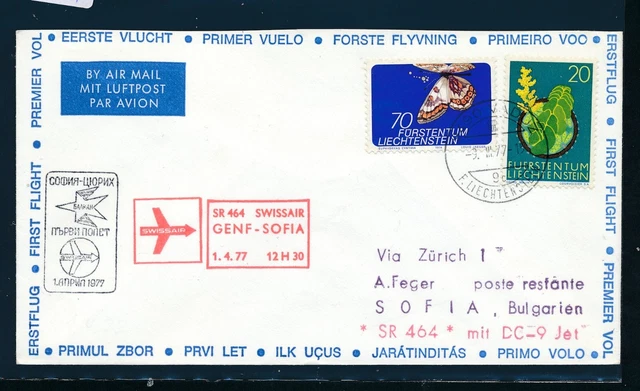 • EERSTE VLUCHT • PRIMER VUELO • FORSTE FLYVNING • PRIMEIRO VOO •
PREMIER VOL
ERSTFLUG
BY AIR MAIL
MIT LUFTPOST
PAR AVION
70
FÜRSTENTUM
LIECHTENSTEIN
20
FUERSTENTUM
LIECHTENSTEIN
FIRST FLIGHT
FIRST FLIGHT
СОФИЯ-ЦЮРИХ
БАЛКАН
ПЪРВИ ПОЛЕТ
SWISSAIR
1.АПРИЛ 1977
SWISSAIR
SR 464 SWISSAIR
GENF-SOFIA
1.4.77 12 H 30
Via Zürich 1
A.Feger poste restante
SOFIA, Bulgarien
* SR 464 * mit DC-9 Jet
ERSTFLUG
PREMIER VOL
• PRIMUL ZBOR • PRVI LET • ILK UÇUS • JARÁTINDITÁS • PRIMO VOLO •